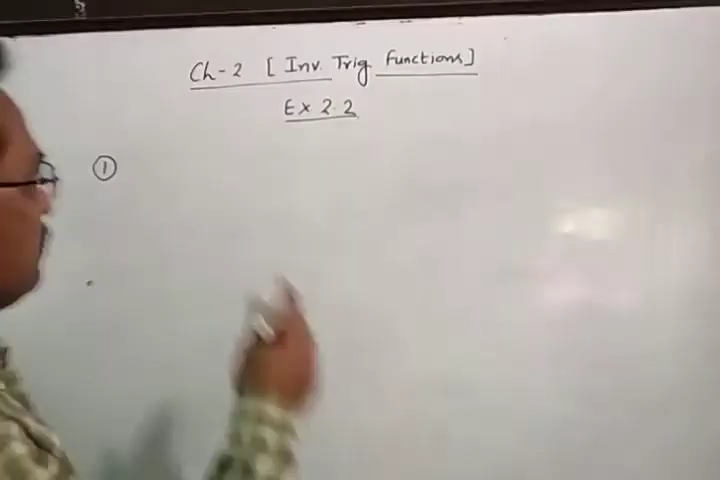 Ch-2 [Inv. Trig Functions]
Ex 2.2
①